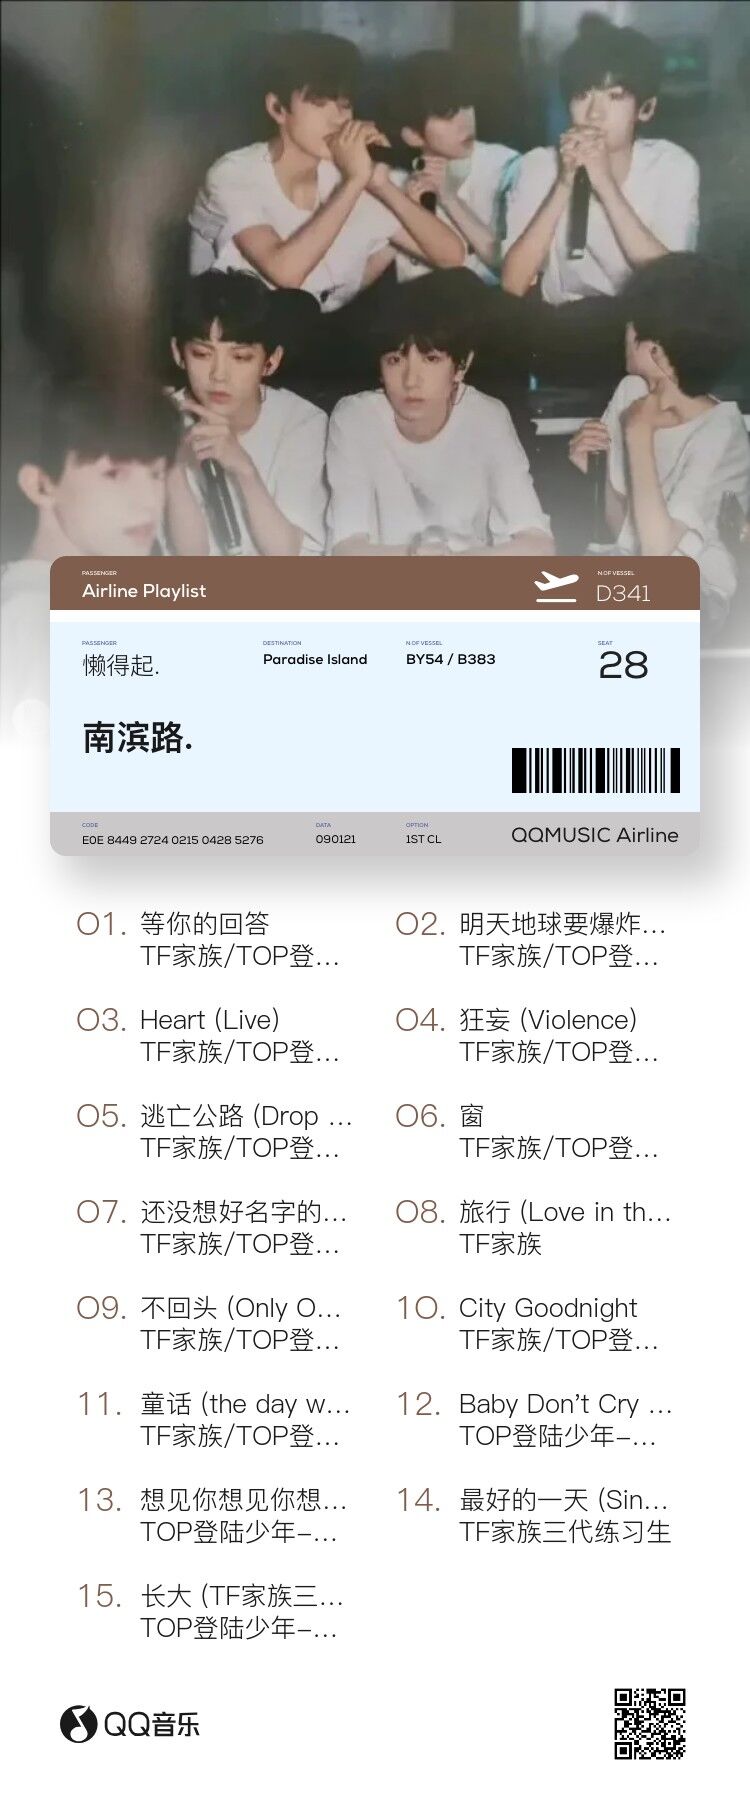 PASSENGER
Airline Playlist
N.OF VESSEL
D341
PASSENGER
懒得起.
DESTINATION
Paradise Island
N.OF VESSEL
BY54 / B383
SEAT
28
南滨路.
CODE
E0E 8449 2724 0215 0428 5276
DATA
090121
OPTION
1ST CL
QQMUSIC Airline
01. 等你的回答
TF家族/TOP登...
02. 明天地球要爆炸...
TF家族/TOP登...
03. Heart (Live)
TF家族/TOP登...
04. 狂妄 (Violence)
TF家族/TOP登...
05. 逃亡公路 (Drop ...
TF家族/TOP登...
06. 窗
TF家族/TOP登...
07. 还没想好名字的...
TF家族/TOP登...
08. 旅行 (Love in th...
TF家族
09. 不回头 (Only O...
TF家族/TOP登...
10. City Goodnight
TF家族/TOP登...
11. 童话 (the day w...
TF家族/TOP登...
12. Baby Don't Cry ...
TOP登陆少年-...
13. 想见你想见你想...
TOP登陆少年-...
14. 最好的一天 (Sin...
TF家族三代练习生
15. 长大 (TF家族三...
TOP登陆少年-...
QQ音乐